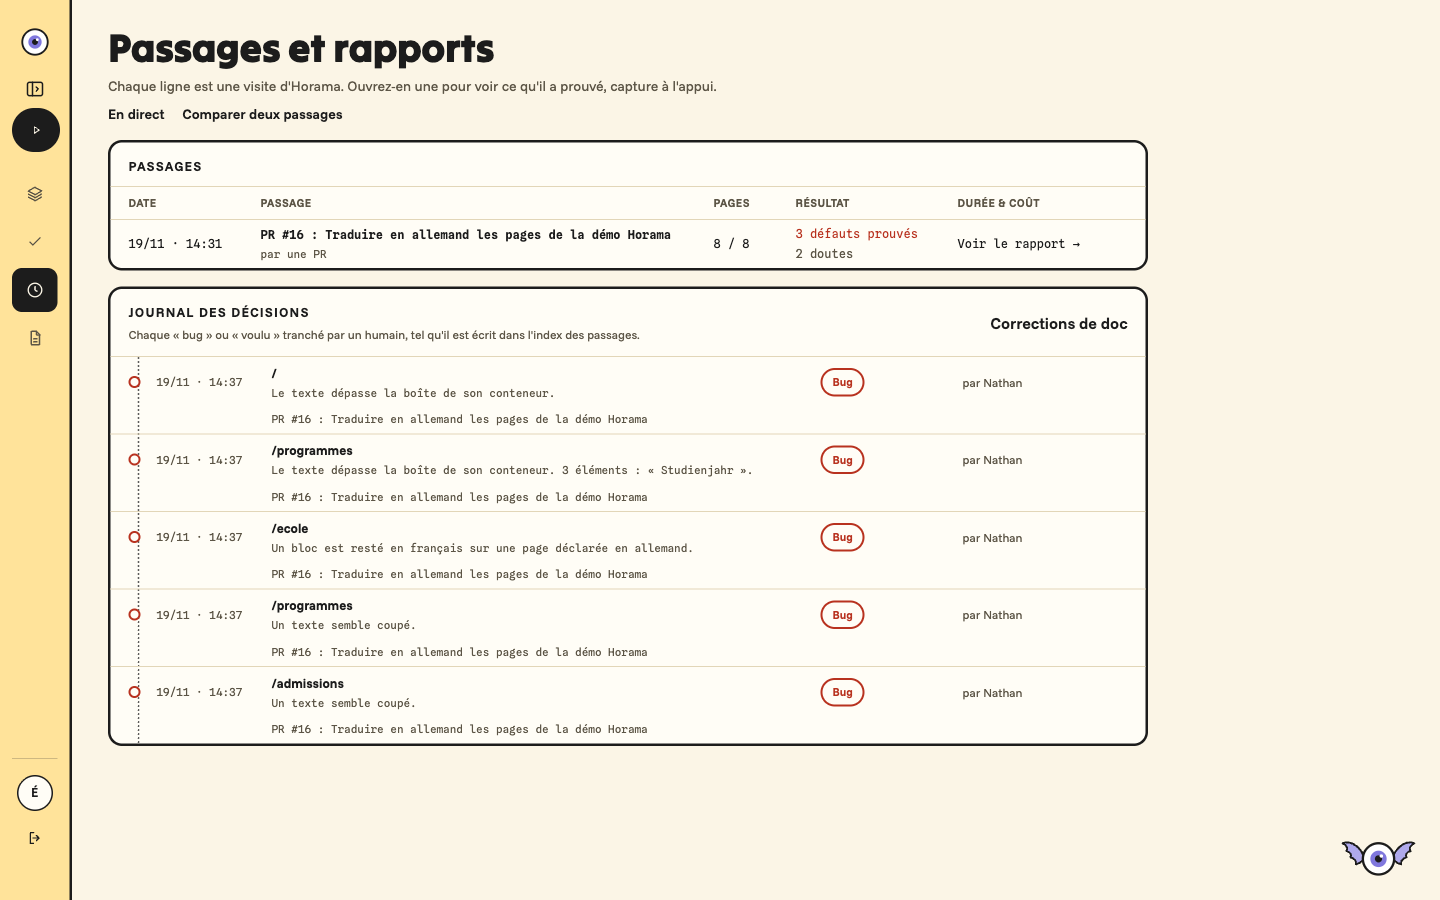 Passages et rapports
Chaque ligne est une visite d'Horama. Ouvrez-en une pour voir ce qu'il a prouvé, capture à l'appui.
En direct Comparer deux passages
PASSAGES
DATE PASSAGE PAGES RÉSULTAT DURÉE & COÛT
19/11 · 14:31 PR #16 : Traduire en allemand les pages de la démo Horama 8 / 8 3 défauts prouvés Voir le rapport →
par une PR 2 doutes
JOURNAL DES DÉCISIONS
Chaque « bug » ou « voulu » tranché par un humain, tel qu'il est écrit dans l'index des passages.
Corrections de doc
19/11 · 14:37 / Bug par Nathan
Le texte dépasse la boîte de son conteneur.
PR #16 : Traduire en allemand les pages de la démo Horama
19/11 · 14:37 /programmes Bug par Nathan
Le texte dépasse la boîte de son conteneur. 3 éléments : « Studienjahr ».
PR #16 : Traduire en allemand les pages de la démo Horama
19/11 · 14:37 /ecole Bug par Nathan
Un bloc est resté en français sur une page déclarée en allemand.
PR #16 : Traduire en allemand les pages de la démo Horama
19/11 · 14:37 /programmes Bug par Nathan
Un texte semble coupé.
PR #16 : Traduire en allemand les pages de la démo Horama
19/11 · 14:37 /admissions Bug par Nathan
Un texte semble coupé.
PR #16 : Traduire en allemand les pages de la démo Horama
É